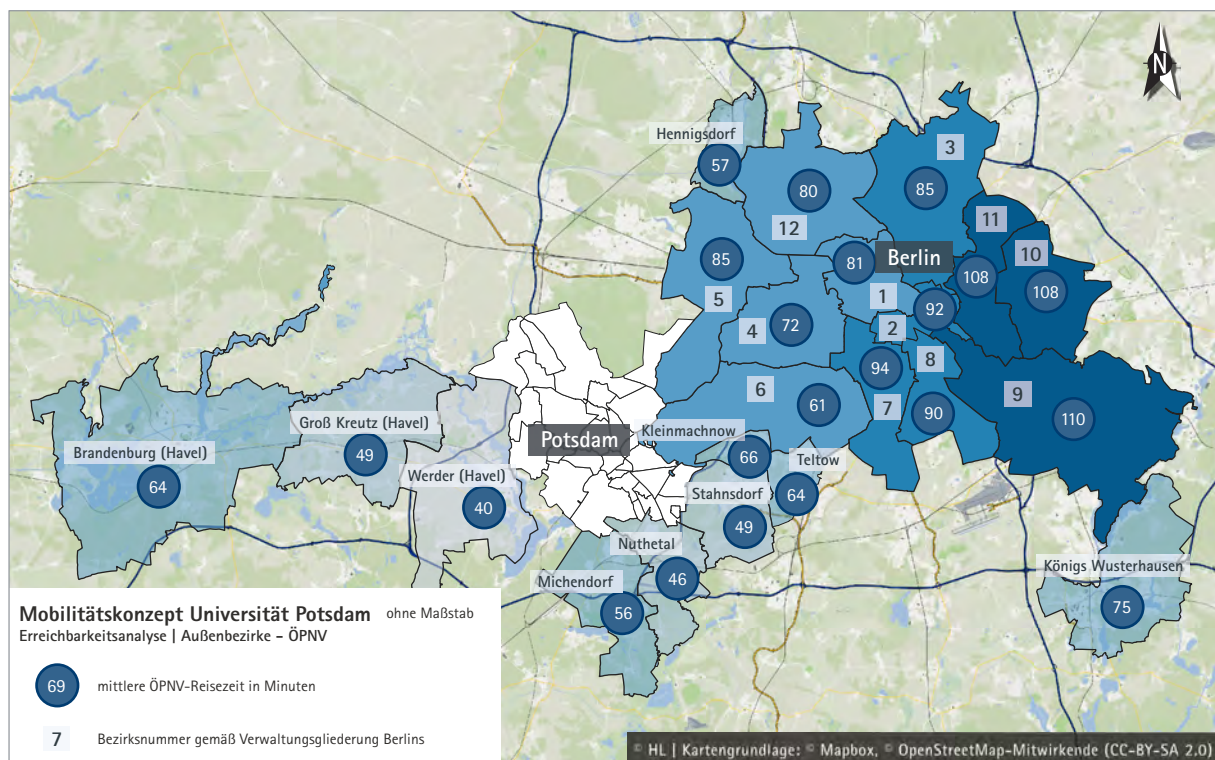 N
Hennigsdorf
57
3
80
85
12
11
10
85
81
Berlin
108
108
5
1
92
4
72
2
94
8
6
61
7
9
90
110
Groß Kreutz (Havel)
49
Brandenburg (Havel)
64
Potsdam
Kleinmachnow
66
Teltow
64
Werder (Havel)
40
Stahnsdorf
49
Nuthetal
46
Michendorf
56
Königs Wusterhausen
75
Mobilitätskonzept Universität Potsdam ohne Maßstab
Erreichbarkeitsanalyse | Außenbezirke – ÖPNV
69 mittlere ÖPNV-Reisezeit in Minuten
7 Bezirksnummer gemäß Verwaltungsgliederung Berlins
© HL | Kartengrundlage: © Mapbox, © OpenStreetMap-Mitwirkende (CC-BY-SA 2.0)